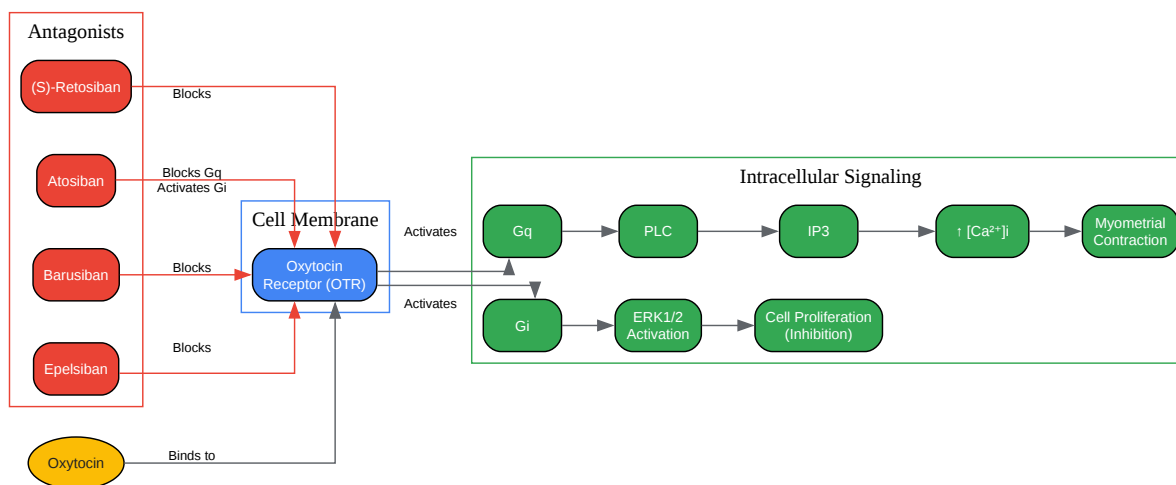 Antagonists
(S)-Retosiban
Blocks
Atosiban
Blocks Gq
Activates Gi
Barusiban
Blocks
Epelsiban
Blocks
Oxytocin
Binds to
Cell Membrane
Oxytocin
Receptor (OTR)
Activates
Activates
Intracellular Signaling
Gq
PLC
IP3
↑ [Ca²⁺]i
Myometrial
Contraction
Gi
ERK1/2
Activation
Cell Proliferation
(Inhibition)